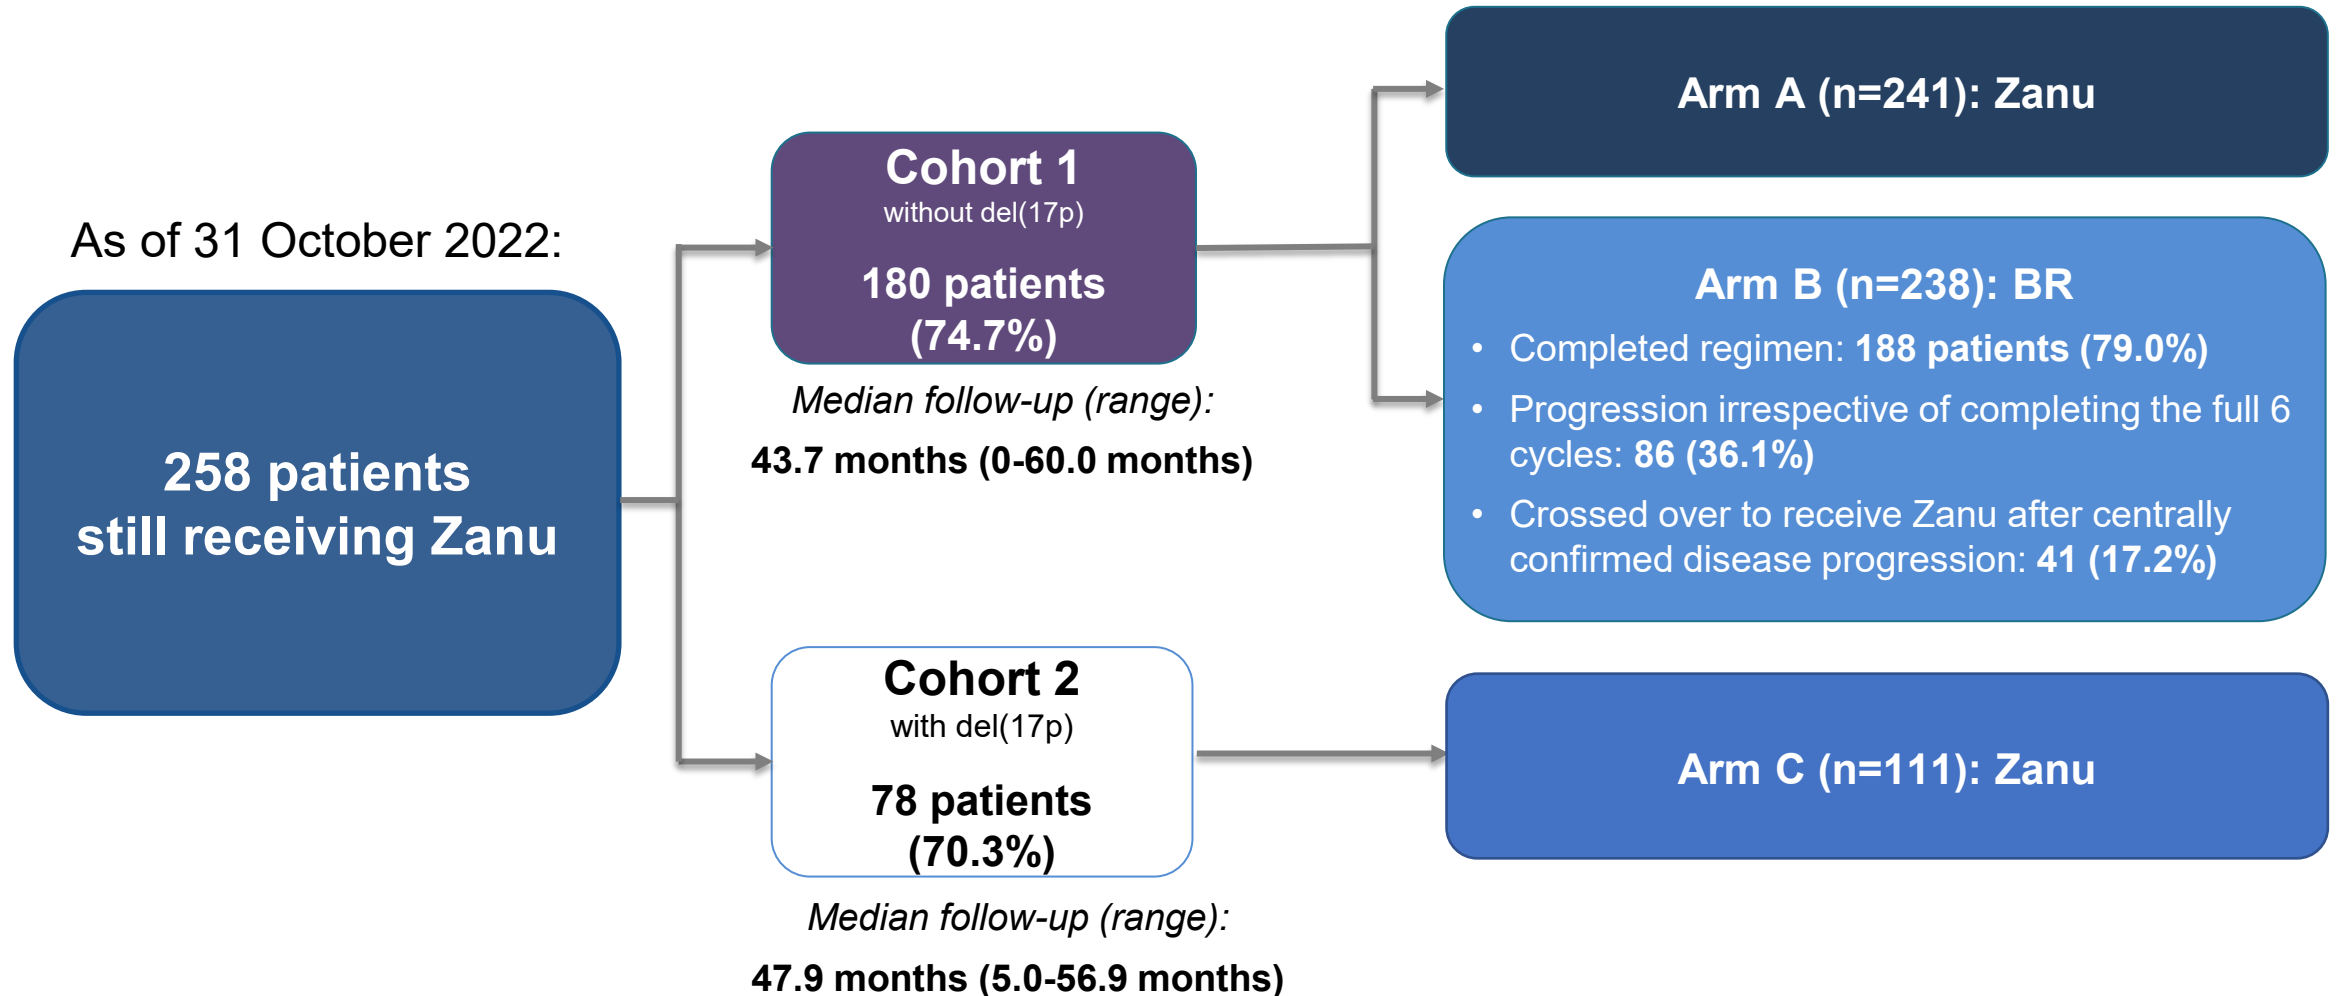 As of 31 October 2022:
258 patients
still receiving Zanu
Cohort 1
without del(17p)
180 patients
(74.7%)
Median follow-up (range):
43.7 months (0-60.0 months)
Cohort 2
with del(17p)
78 patients
(70.3%)
Median follow-up (range):
47.9 months (5.0-56.9 months)
Arm A (n=241): Zanu
Arm B (n=238): BR
• Completed regimen: 188 patients (79.0%)
• Progression irrespective of completing the full 6
cycles: 86 (36.1%)
• Crossed over to receive Zanu after centrally
confirmed disease progression: 41 (17.2%)
Arm C (n=111): Zanu